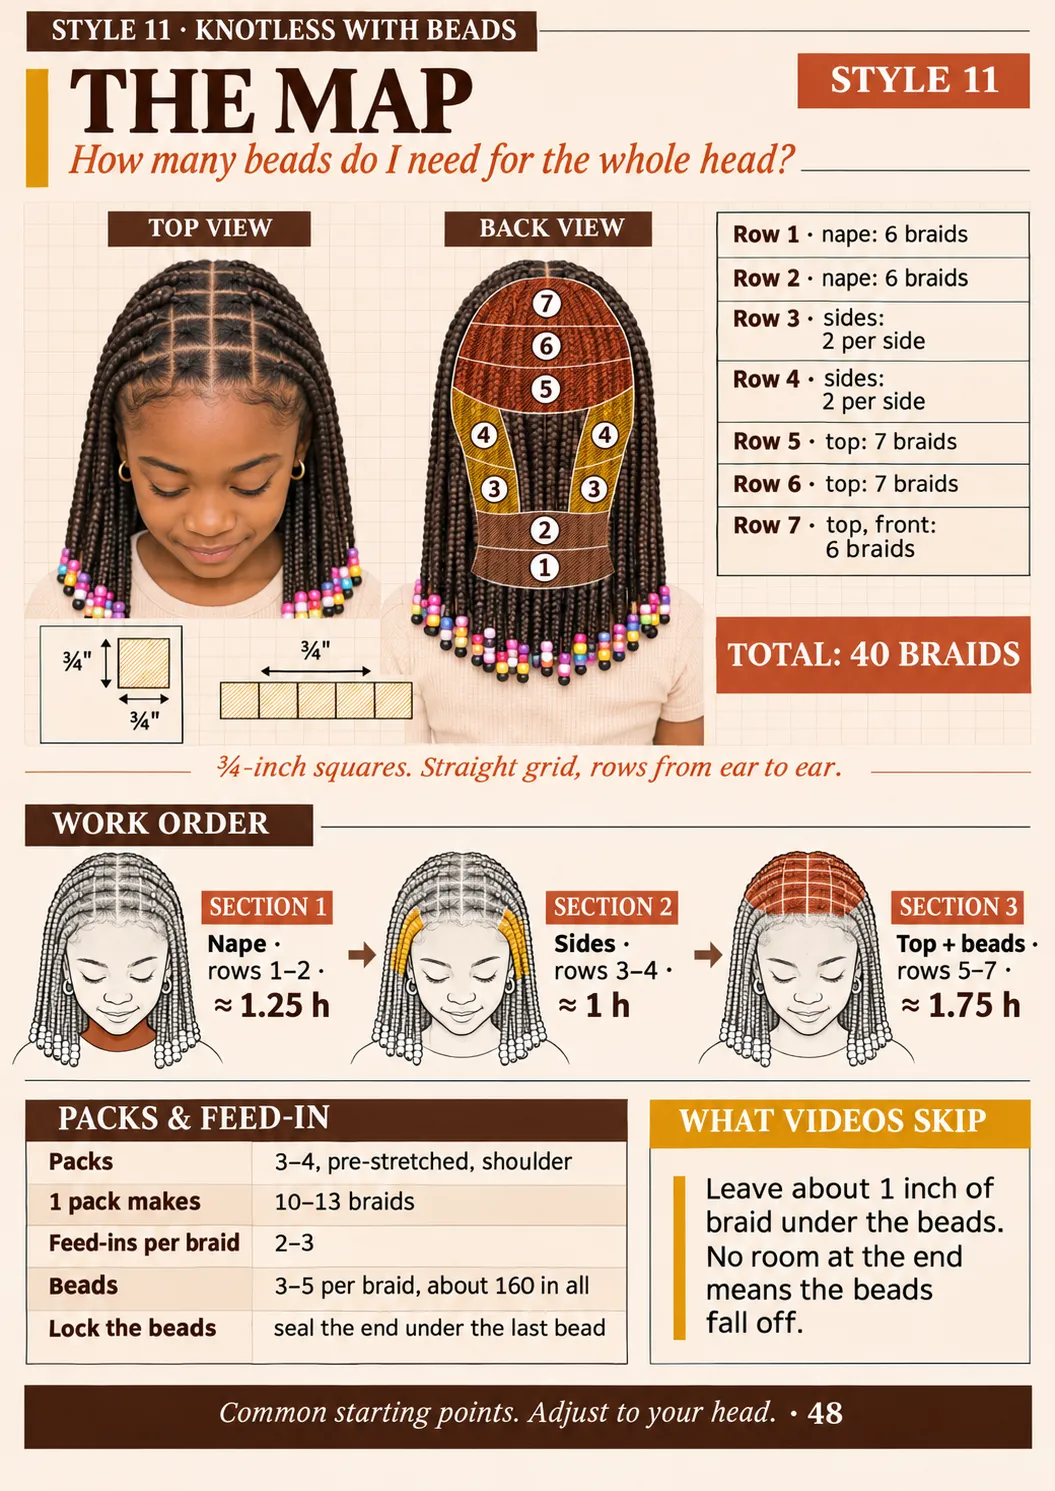 STYLE 11 · KNOTLESS WITH BEADS
THE MAP
STYLE 11
How many beads do I need for the whole head?
TOP VIEW
BACK VIEW
7
6
5
4
4
3
3
2
1
Row 1 · nape: 6 braids
Row 2 · nape: 6 braids
Row 3 · sides:
2 per side
Row 4 · sides:
2 per side
Row 5 · top: 7 braids
Row 6 · top: 7 braids
Row 7 · top, front:
6 braids
TOTAL: 40 BRAIDS
¾"
¾"
¾"
¾-inch squares. Straight grid, rows from ear to ear.
WORK ORDER
SECTION 1
Nape ·
rows 1–2 ·
≈ 1.25 h
SECTION 2
Sides ·
rows 3–4 ·
≈ 1 h
SECTION 3
Top + beads ·
rows 5–7 ·
≈ 1.75 h
PACKS & FEED-IN
Packs 3–4, pre-stretched, shoulder
1 pack makes 10–13 braids
Feed-ins per braid 2–3
Beads 3–5 per braid, about 160 in all
Lock the beads seal the end under the last bead
WHAT VIDEOS SKIP
Leave about 1 inch of
braid under the beads.
No room at the end
means the beads
fall off.
Common starting points. Adjust to your head. · 48